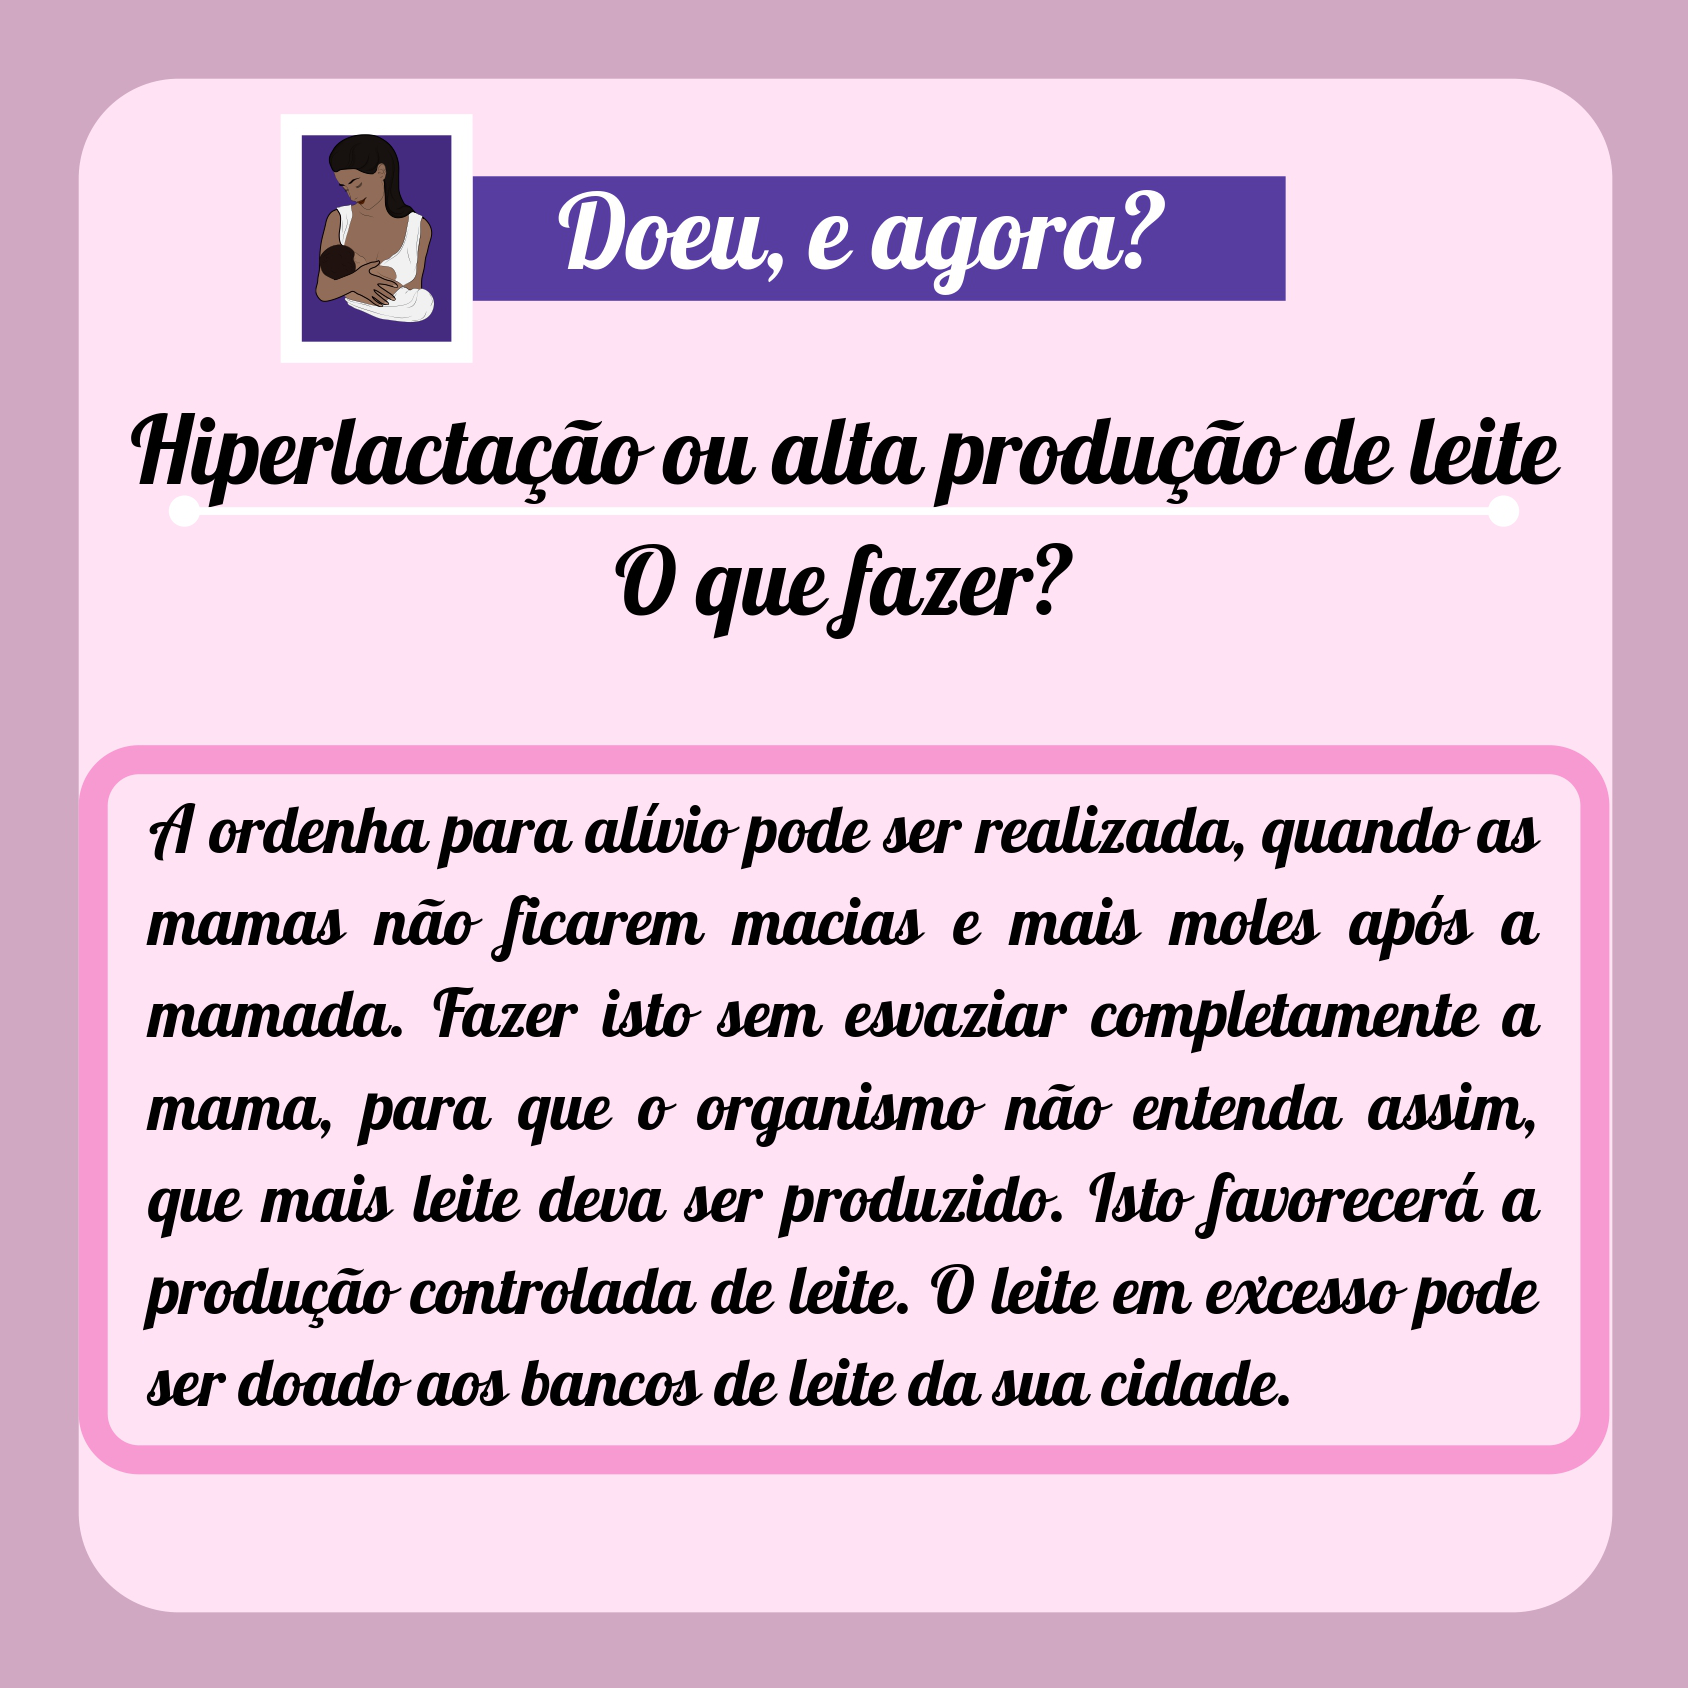 Doeu, e agora?
Hiperlactação ou alta produção de leite
O que fazer?
A ordenha para alívio pode ser realizada, quando as
mamas não ficarem macias e mais moles após a
mamada. Fazer isto sem esvaziar completamente a
mama, para que o organismo não entenda assim,
que mais leite deva ser produzido. Isto favorecerá a
produção controlada de leite. O leite em excesso pode
ser doado aos bancos de leite da sua cidade.